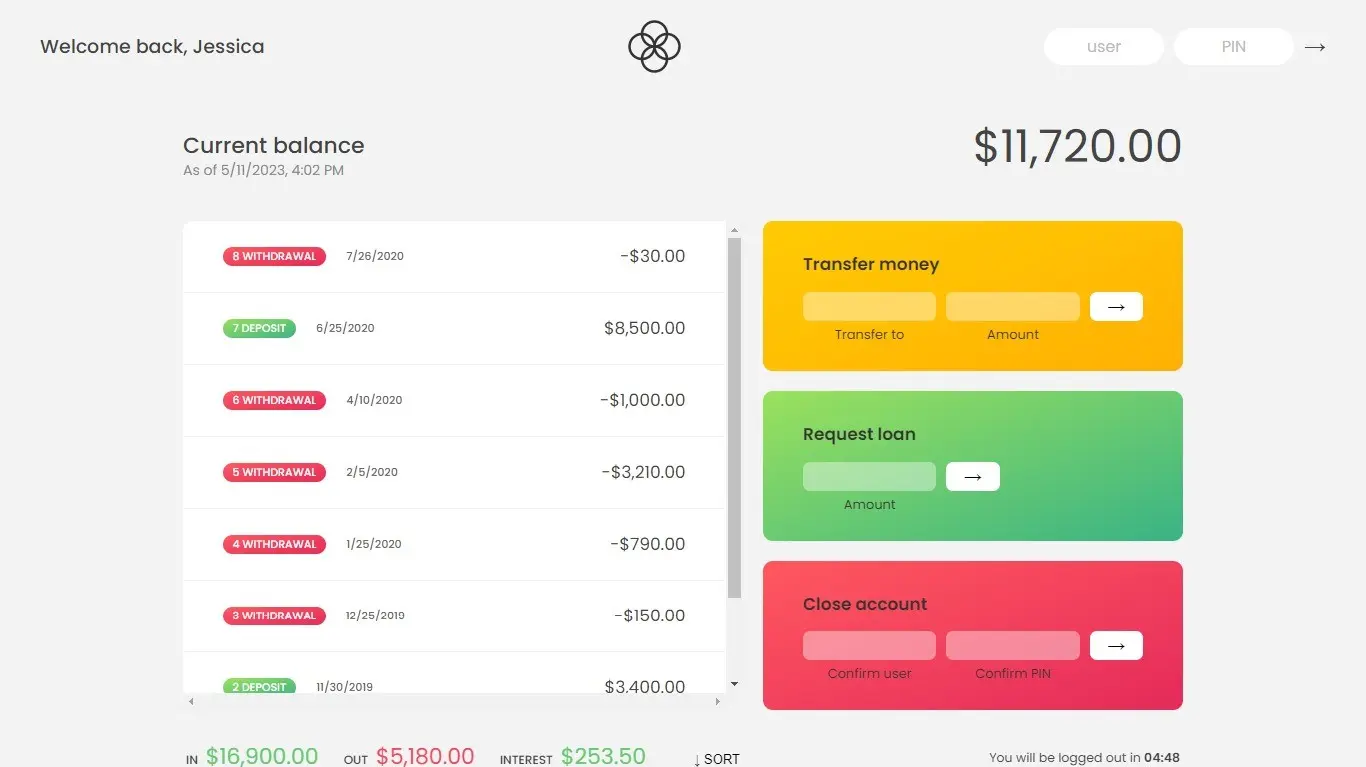 Welcome back, Jessica
user
PIN
→
Current balance
As of 5/11/2023, 4:02 PM
$11,720.00
8 WITHDRAWAL 7/26/2020 -$30.00
7 DEPOSIT 6/25/2020 $8,500.00
6 WITHDRAWAL 4/10/2020 -$1,000.00
5 WITHDRAWAL 2/5/2020 -$3,210.00
4 WITHDRAWAL 1/25/2020 -$790.00
3 WITHDRAWAL 12/25/2019 -$150.00
2 DEPOSIT 11/30/2019 $3,400.00
Transfer money
→
Transfer to Amount
Request loan
→
Amount
Close account
→
Confirm user Confirm PIN
IN $16,900.00 OUT $5,180.00 INTEREST $253.50 ↓ SORT
You will be logged out in 04:48